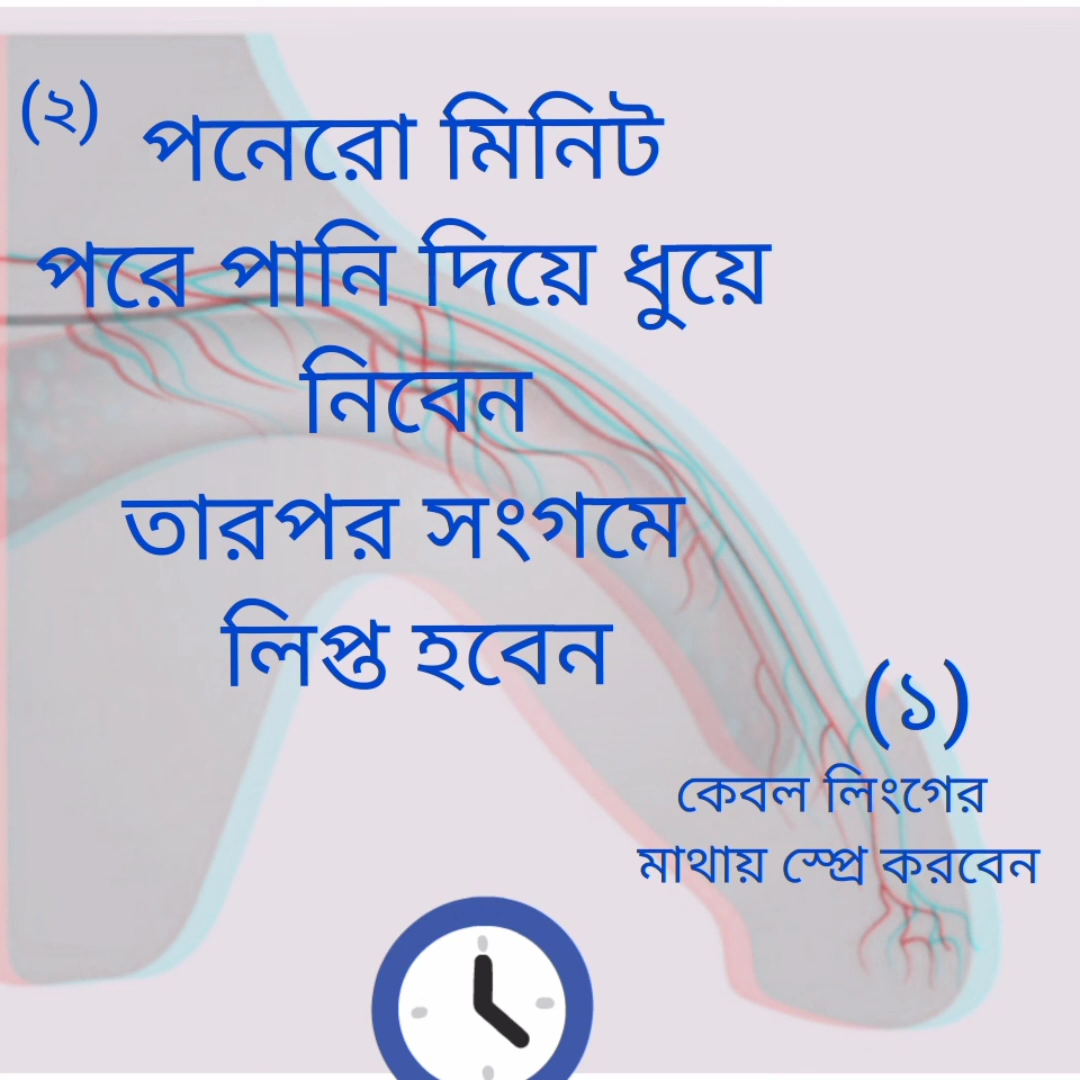 (২) পনেরো মিনিট
পরে পানি দিয়ে ধুয়ে
নিবেন
তারপর সংগমে
লিপ্ত হবেন
(১)
কেবল লিংগের
মাথায় স্প্রে করবেন